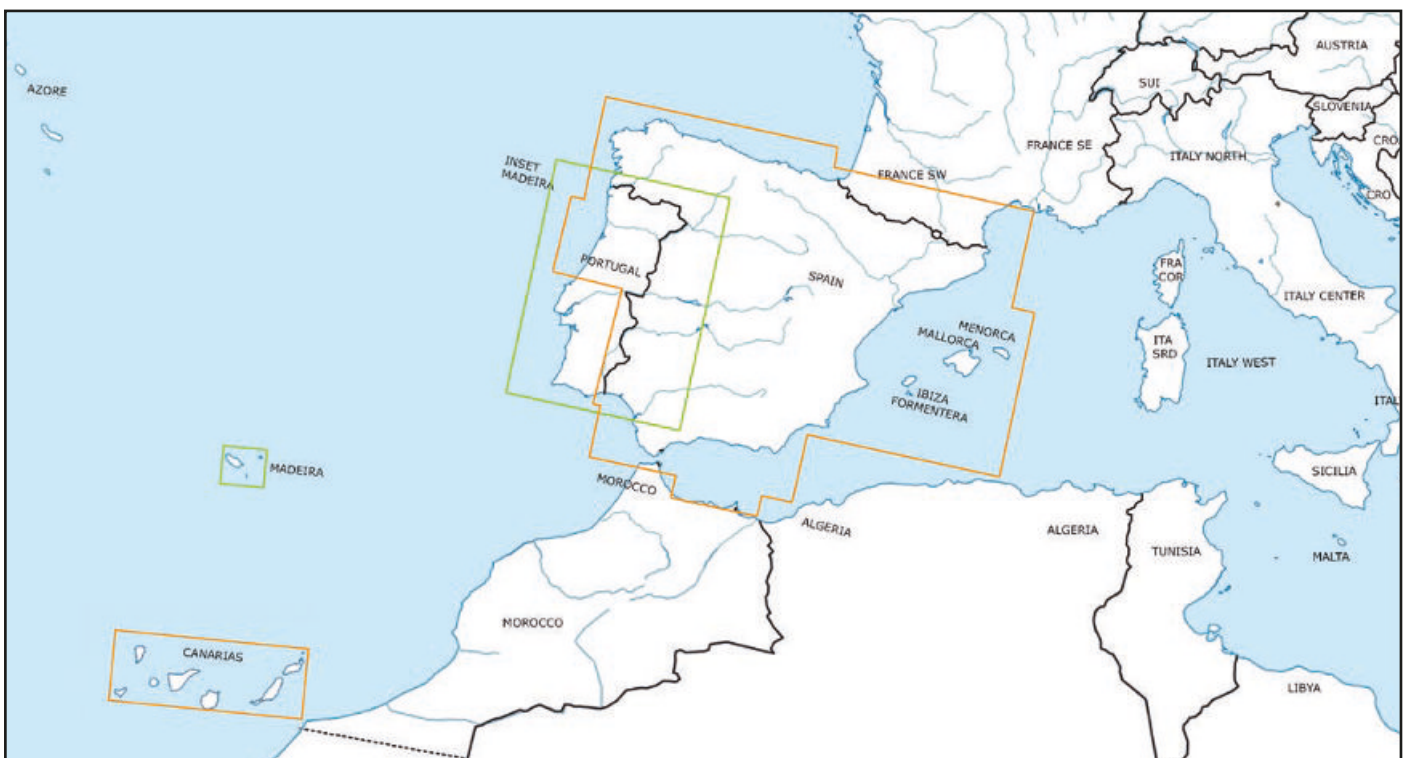 AUSTRIA
SUI
AZORE
SLOVENIA
CRO
FRANCE SE
ITALY NORTH
INSET
MADEIRA
FRANCE SW
CRO
PORTUGAL
SPAIN
FRA
COR
ITALY CENTER
MENORCA
MALLORCA
ITA
SRD
ITALY WEST
IBIZA
FORMENTERA
ITAL
MADEIRA
SICILIA
MOROCCO
ALGERIA
ALGERIA
TUNISIA
MALTA
MOROCCO
CANARIAS
LIBYA